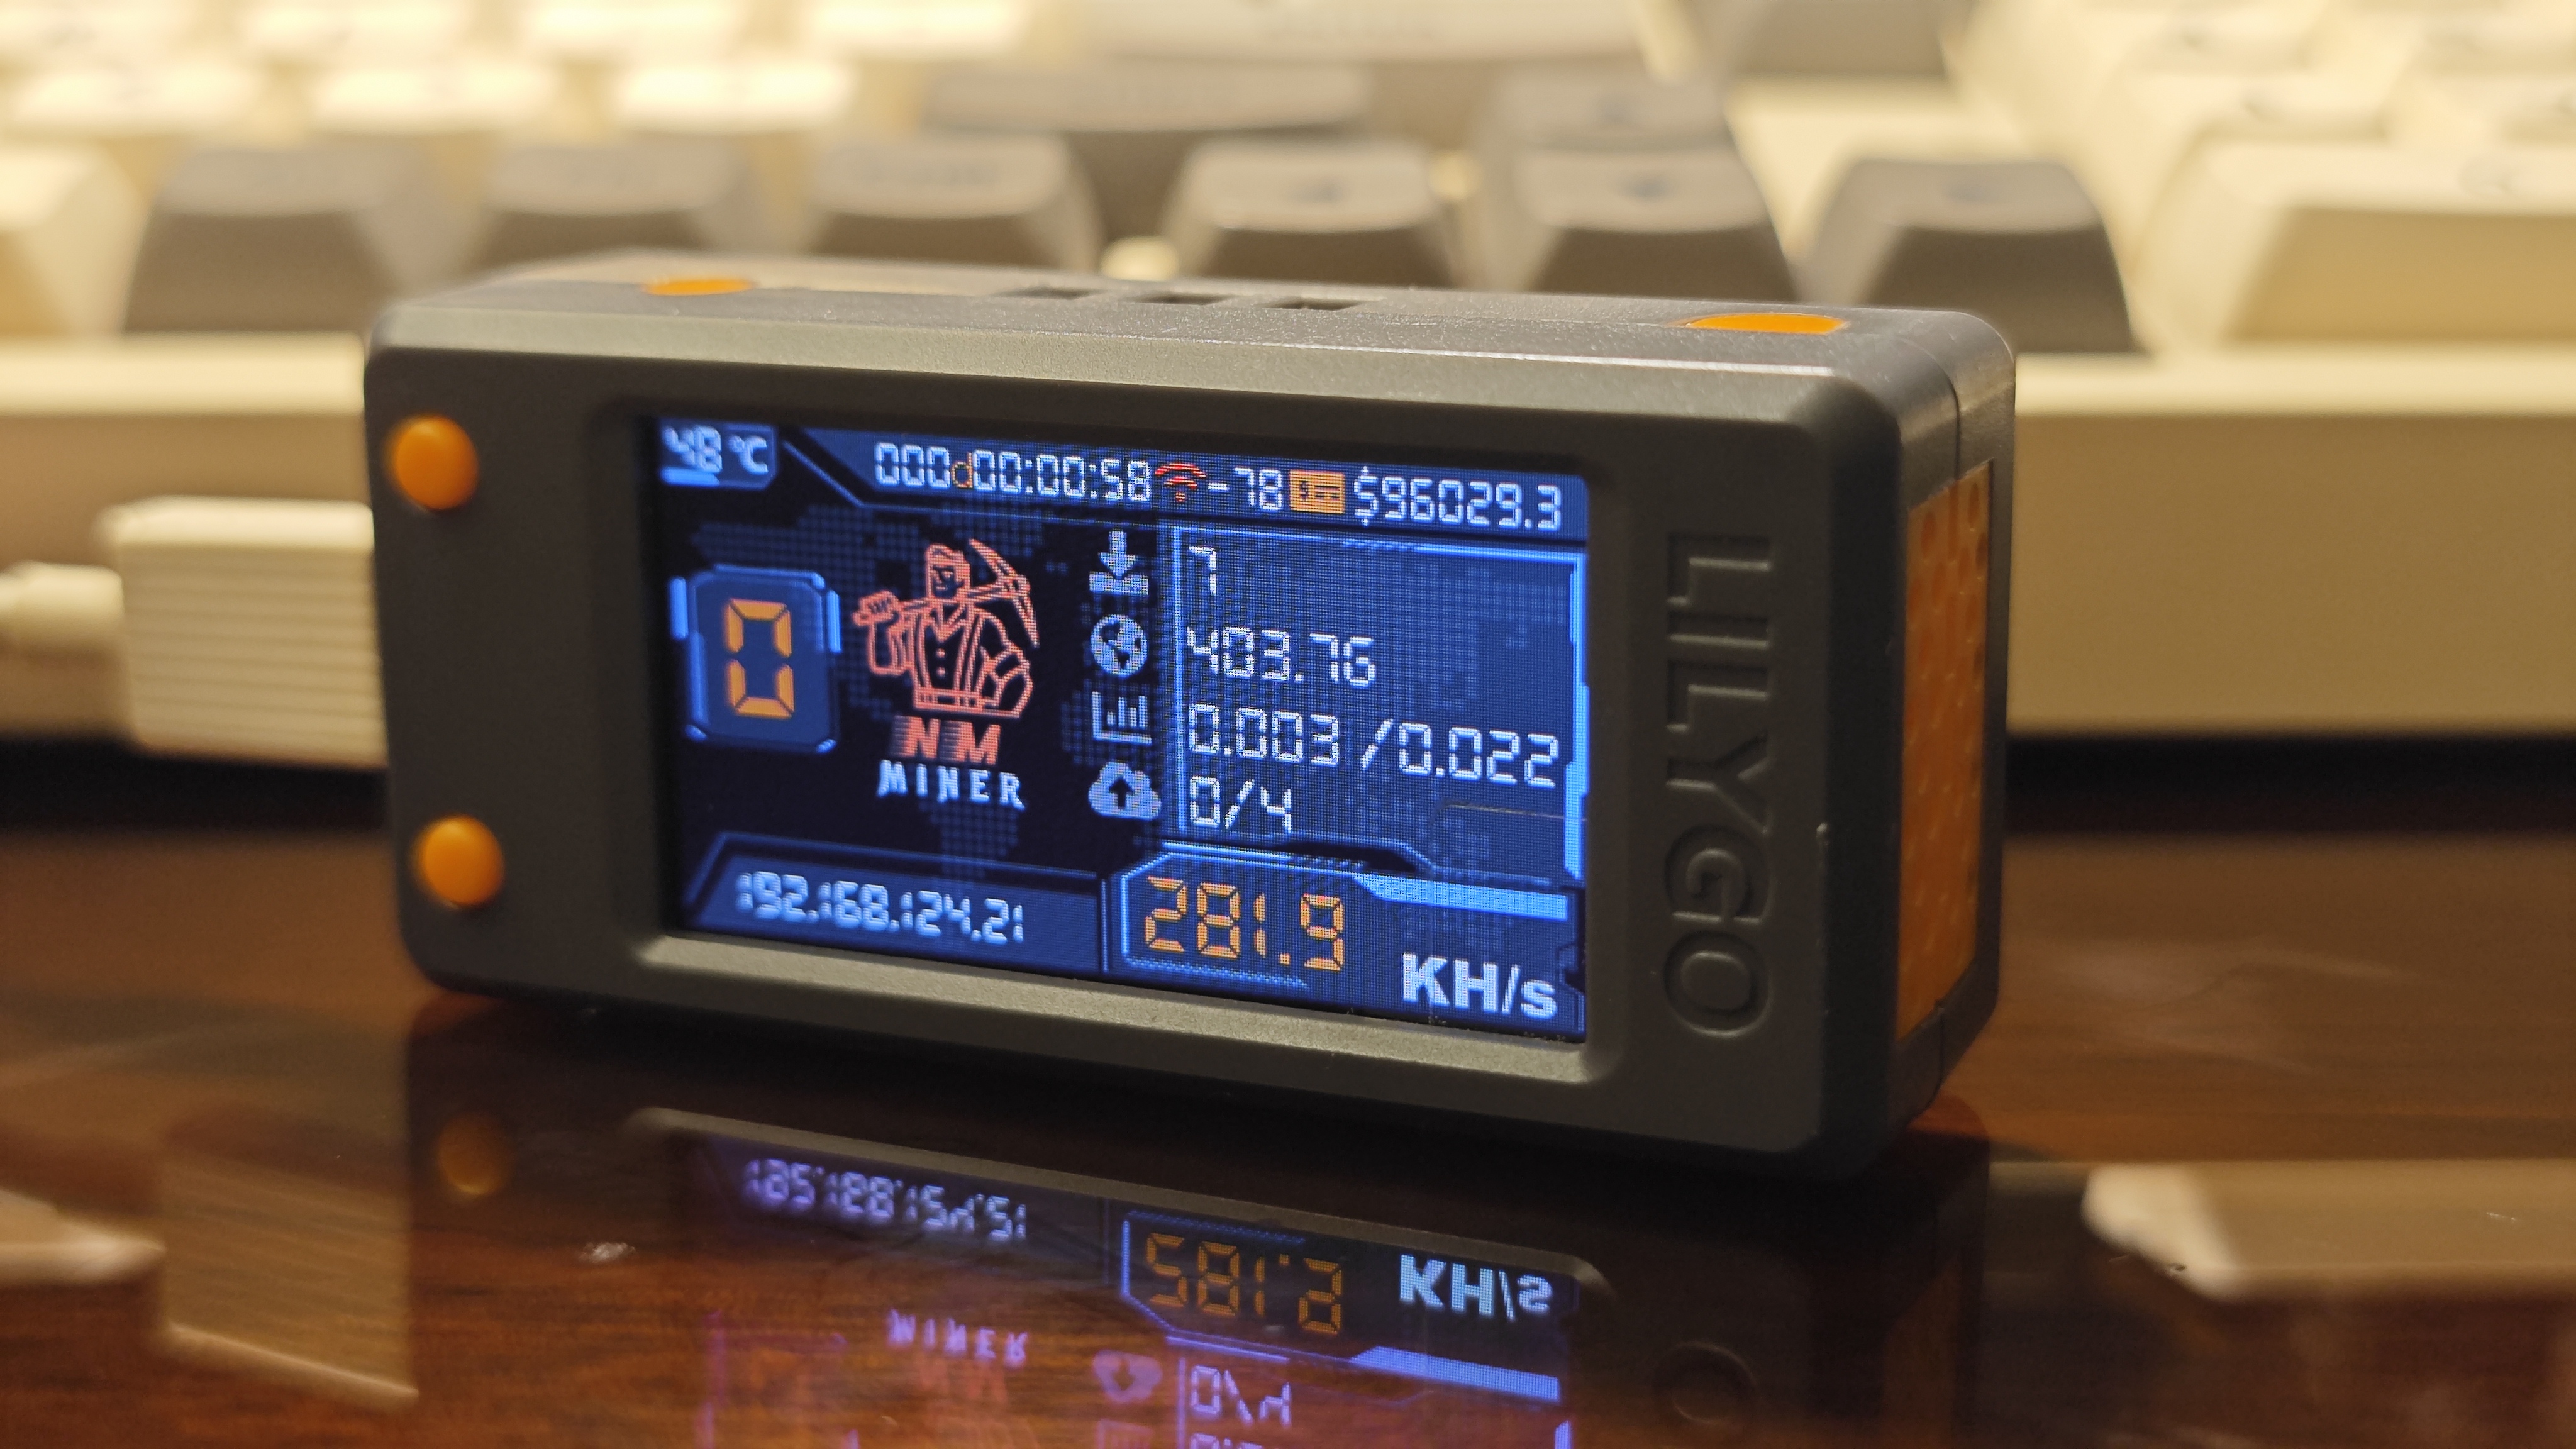 48°C
000d00:00:58
-78
$96029.3
0
NM
MINER
7
403.7G
0.003 /0.022
0/4
192.168.124.21
281.9
KH/s
LILYGO